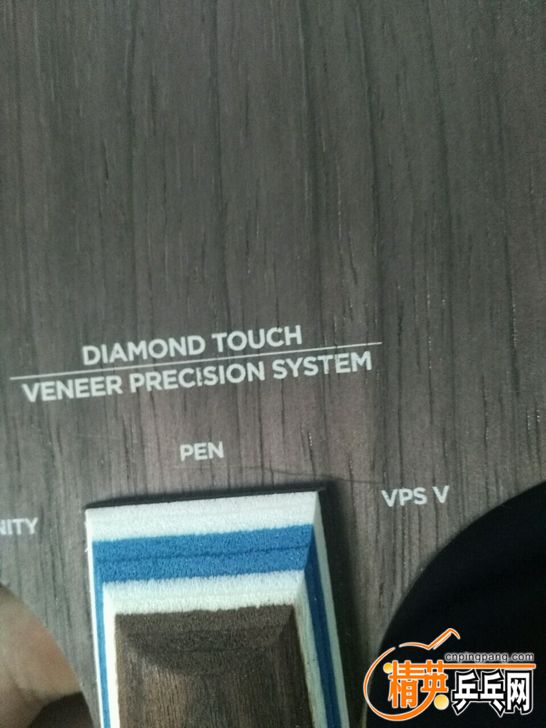 DIAMOND TOUCH
VENEER PRECISION SYSTEM
PEN
VPS V
NITY
cnpingpang.com
精英乒乓网